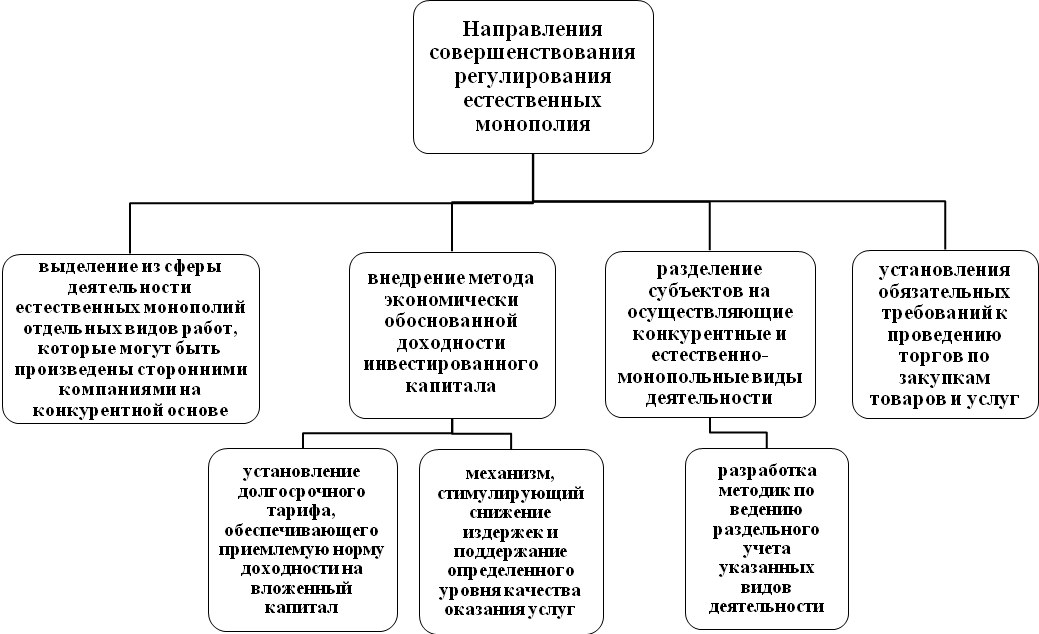 Направления
совершенствования
регулирования
естественных
монополия
выделение из сферы
деятельности
естественных монополий
отдельных видов работ,
которые могут быть
произведены сторонними
компаниями на
конкурентной основе
внедрение метода
экономически
обоснованной
доходности
инвестированного
капитала
разделение
субъектов на
осуществляющие
конкурентные и
естественно-
монопольные виды
деятельности
установления
обязательных
требований к
проведению
торгов по
закупкам
товаров и услуг
установление
долгосрочного
тарифа,
обеспечивающего
приемлемую норму
доходности на
вложенный
капитал
механизм,
стимулирующий
снижение
издержек и
поддержание
определенного
уровня качества
оказания услуг
разработка
методик по
ведению
раздельного
учета
указанных
видов
деятельности